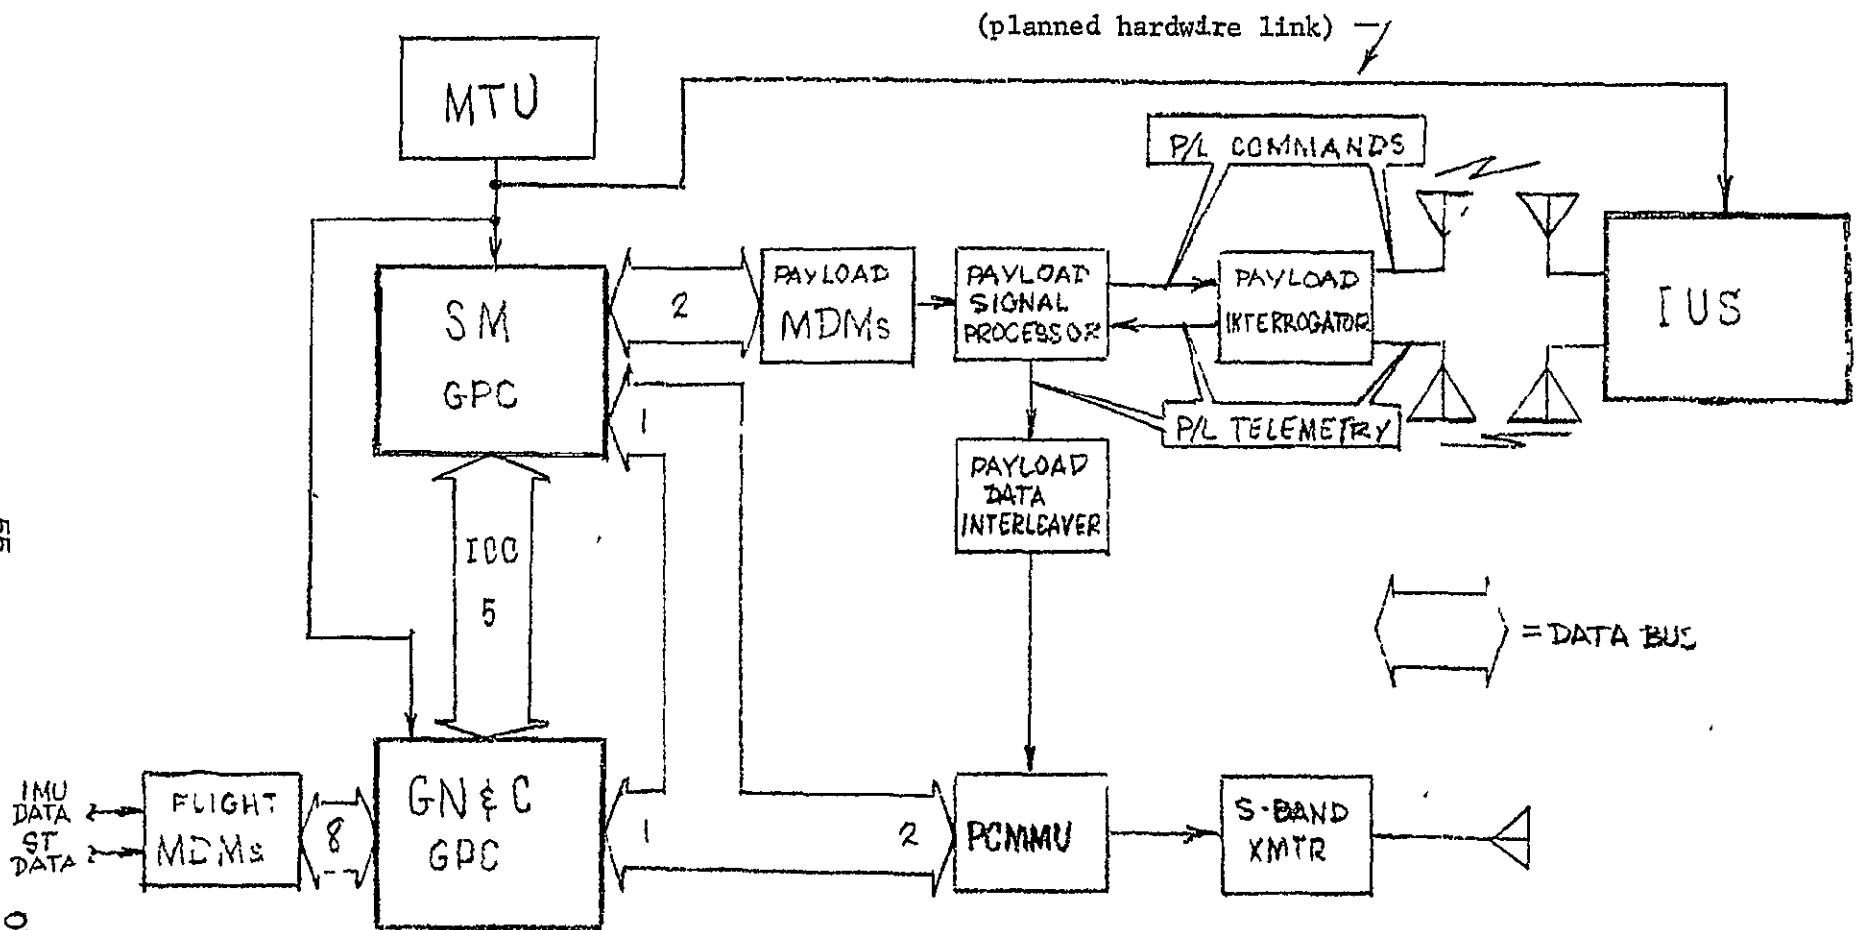 (planned hardwire link)
MTU
P/L COMMANDS
SM
GPC
2
PAYLOAD
MDMs
PAYLOAD
SIGNAL
PROCESSOR
PAYLOAD
INTERROGATOR
IUS
1
P/L TELEMETRY
PAYLOAD
DATA
INTERLEAVER
ICC
5
55
= DATA BUS
IMU
DATA
ST
DATA
FLIGHT
MDMs
8
GN & C
GPC
1
2
PCMMU
S-BAND
XMTR
O